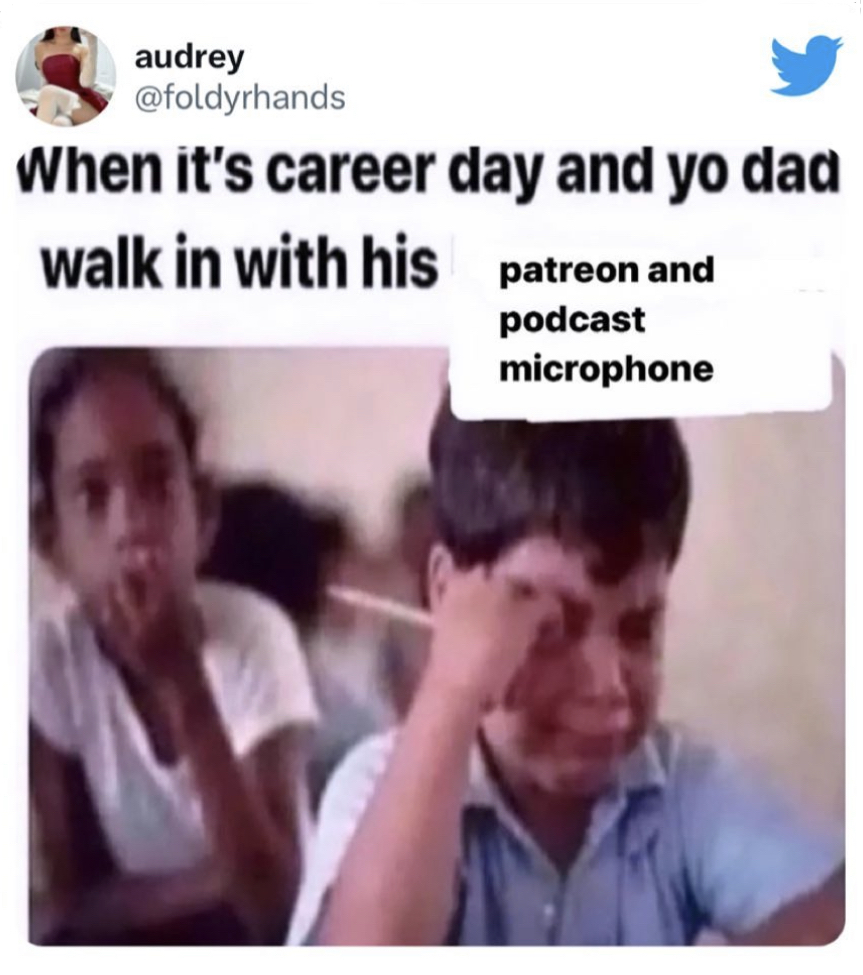 audrey
@foldyrhands
When it's career day and yo dad
walk in with his
patreon and
podcast
microphone